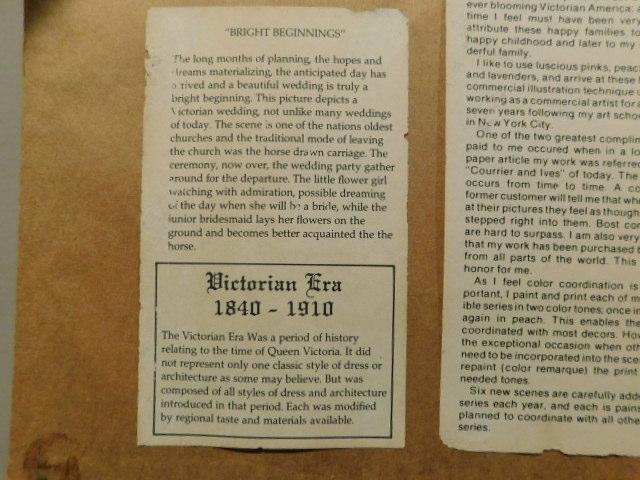 "BRIGHT BEGINNINGS"
The long months of planning, the hopes and
dreams materializing, the anticipated day has
arrived and a beautiful wedding is truly a
bright beginning. This picture depicts a
Victorian wedding, not unlike many weddings
of today. The scene is one of the nations oldest
churches and the traditional mode of leaving
the church was the horse drawn carriage. The
ceremony, now over, the wedding party gather
around for the departure. The little flower girl
watching with admiration, possible dreaming
of the day when she will be a bride, while the
junior bridesmaid lays her flowers on the
ground and becomes better acquainted the the
horse.
Victorian Era
1840 - 1910
The Victorian Era Was a period of history
relating to the time of Queen Victoria. It did
not represent only one classic style of dress or
architecture as some may believe. But was
composed of all styles of dress and architecture
introduced in that period. Each was modified
by regional taste and materials available.
ever blooming Victorian America:
time I feel must have been very
attribute these happy families to
happy childhood and later to my
derful family.
I like to use luscious pinks,
and lavenders, and arrive at these
commercial illustration technique
working as a commercial artist for
seven years following my art
in New York City.
One of the two greatest
paid to me occured when in a
paper article my work was
"Courrier and Ives" of today. The
occurs from time to time. A
former customer will tell me that
at their pictures they feel as though
stepped right into them. Bost
are hard to surpass. I am also very
that my work has been purchased
from all parts of the world. This
honor for me.
As I feel color coordination is
portant, I paint and print each of
ible series in two color tones; once in
again in peach. This enables the
coordinated with most decors.
the exceptional occasion when
need to be incorporated into the
repaint (color remarque) the print
needed tones.
Six new scenes are carefully
series each year, and each is
planned to coordinate with all
series.